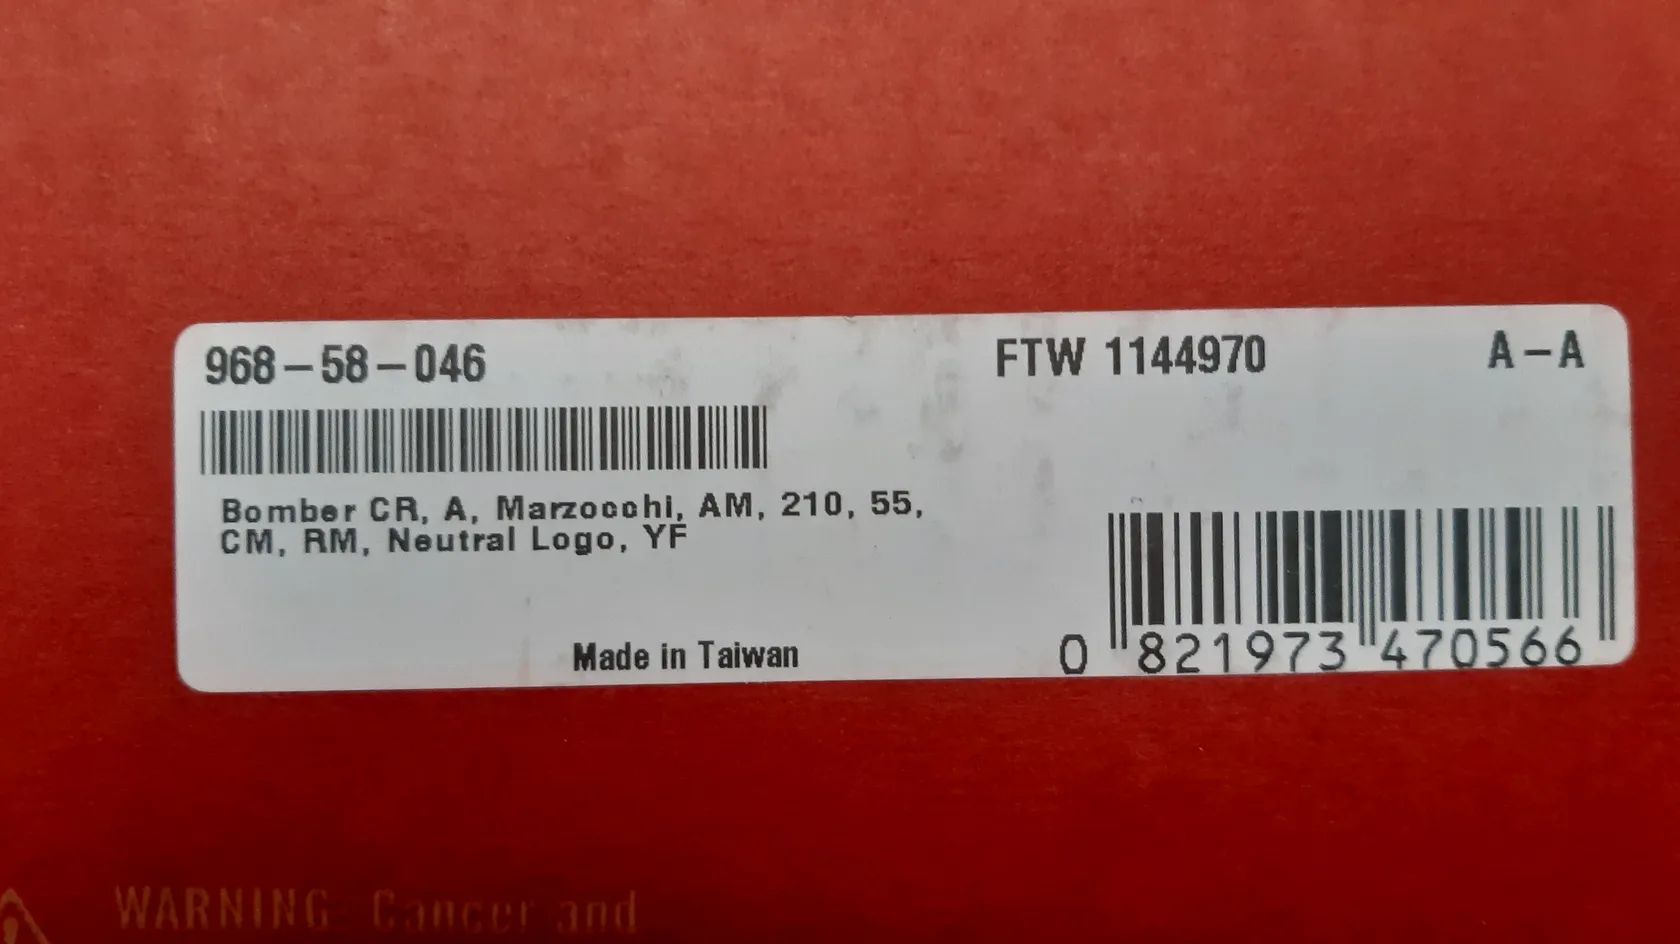 968-58-046 FTW 1144970 A-A
Bomber CR, A, Marzocchi, AM, 210, 55,
CM, RM, Neutral Logo, YF
Made in Taiwan
0 821973 470566
WARNING: Cancer and